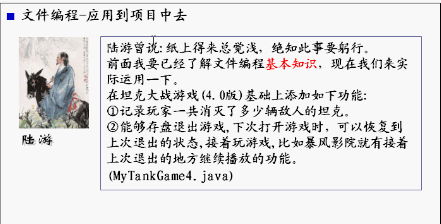 文件编程-应用到项目中去
陆游曾说:纸上得来总觉浅，绝知此事要躬行。
前面我要已经了解文件编程基本知识，现在我们来实
际运用一下。
在坦克大战游戏(4.0版)基础上添加如下功能:
①记录玩家一共消灭了多少辆敌人的坦克。
②能够存盘退出游戏,下次打开游戏时，可以恢复到
上次退出的状态,接着玩游戏,比如暴风影院就有接着
上次退出的地方继续播放的功能。
(MyTankGame4.java)
陆 游